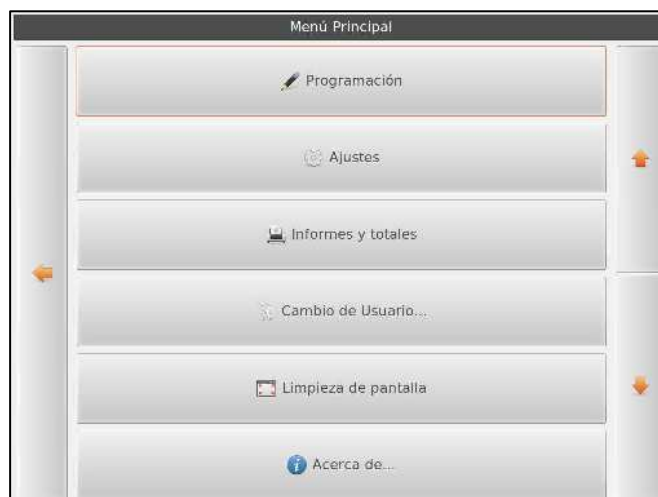 Menú Principal
Programación
Ajustes
Informes y totales
Cambio de Usuario...
Limpieza de pantalla
Acerca de...